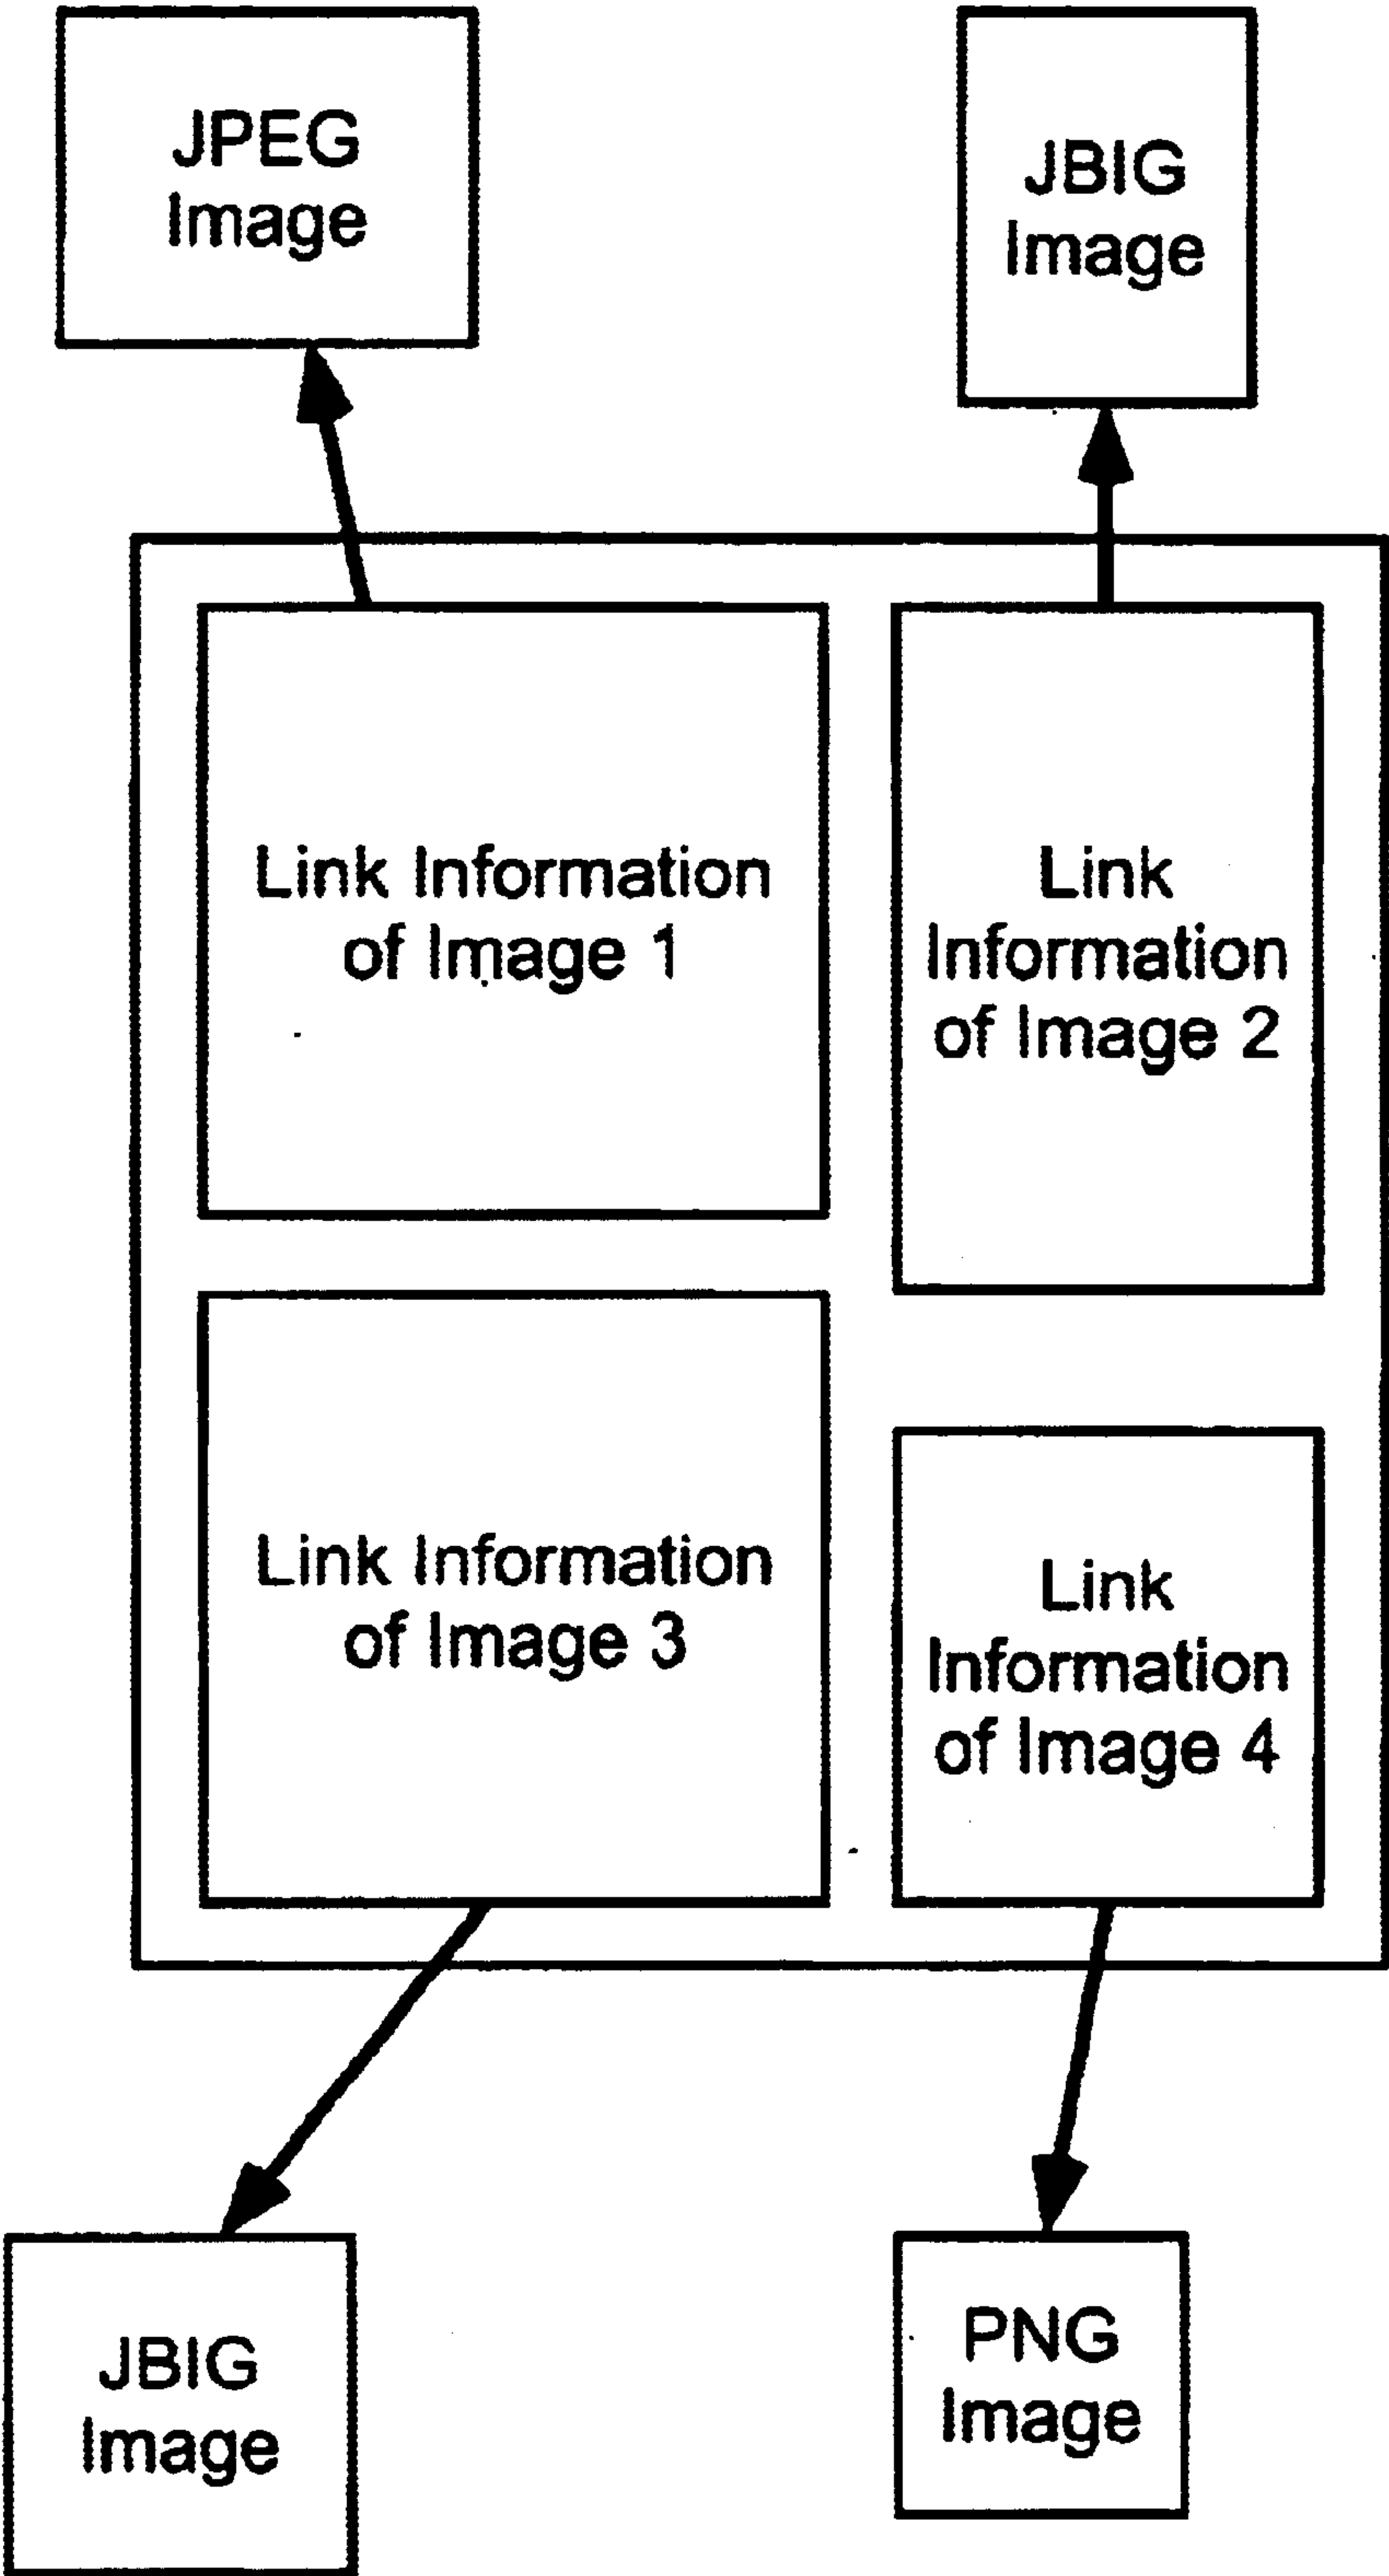 JPEG
Image
JBIG
Image
Link Information
of Image 1
Link
Information
of Image 2
Link Information
of Image 3
Link
Information
of Image 4
JBIG
Image
PNG
Image